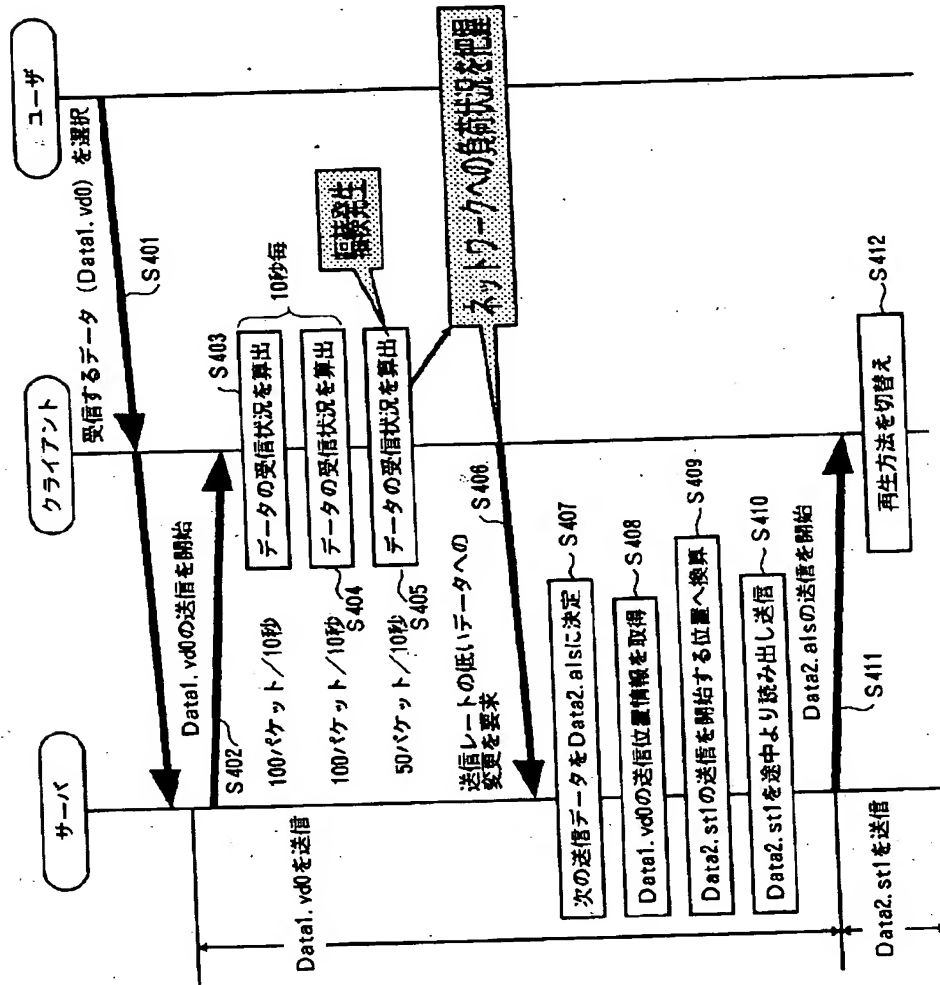 サーバ
クライアント
ユーザ
受信するデータ (Data1.vd0) を選択
S401
Data1.vd0の送信を開始
S402
100パケット/10秒
データの受信状況を算出
S403
10秒毎
100パケット/10秒
データの受信状況を算出
S404
50パケット/10秒
データの受信状況を算出
S405
輻輳発生
ネットワークへの負荷状況を把握
送信レートの低いデータへの
変更を要求
S406
次の送信データをData2.alsに決定
S407
Data1.vd0の送信位置情報を取得
S408
Data2.st1の送信を開始する位置へ換算
S409
Data2.st1を途中より読み出し送信
S410
Data2.alsの送信を開始
S411
再生方法を切替え
S412
Data1.vd0を送信
Data2.st1を送信